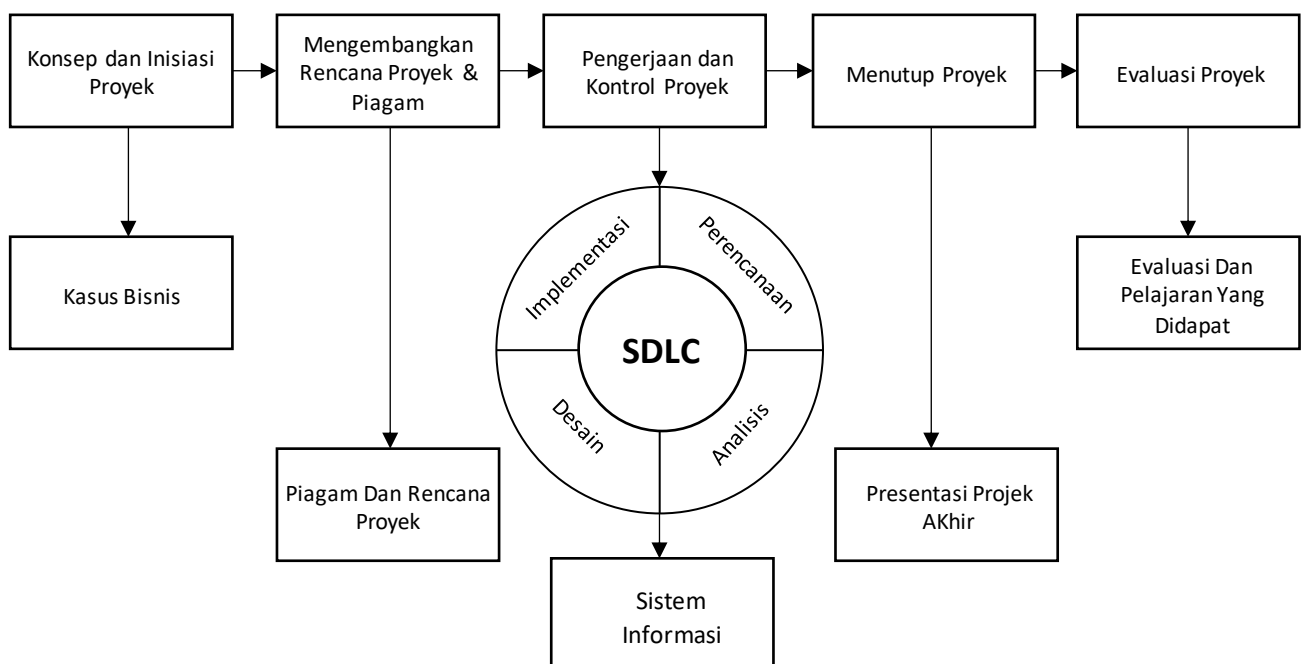 Konsep dan Inisiasi
Proyek
Mengembangkan
Rencana Proyek &
Piagam
Pengerjaan dan
Kontrol Proyek
Menutup Proyek
Evaluasi Proyek
Implementasi
Perencanaan
Kasus Bisnis
SDLC
Evaluasi Dan
Pelajaran Yang
Didapat
Desain
Analisis
Piagam Dan Rencana
Proyek
Presentasi Projek
AKhir
Sistem
Informasi